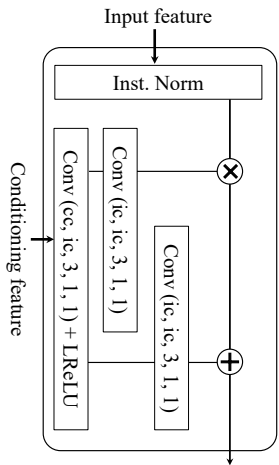 Input feature
Inst. Norm
Conditioning feature
Conv (cc, ic, 3, 1, 1) + LReLU
Conv (ic, ic, 3, 1, 1)
Conv (ic, ic, 3, 1, 1)